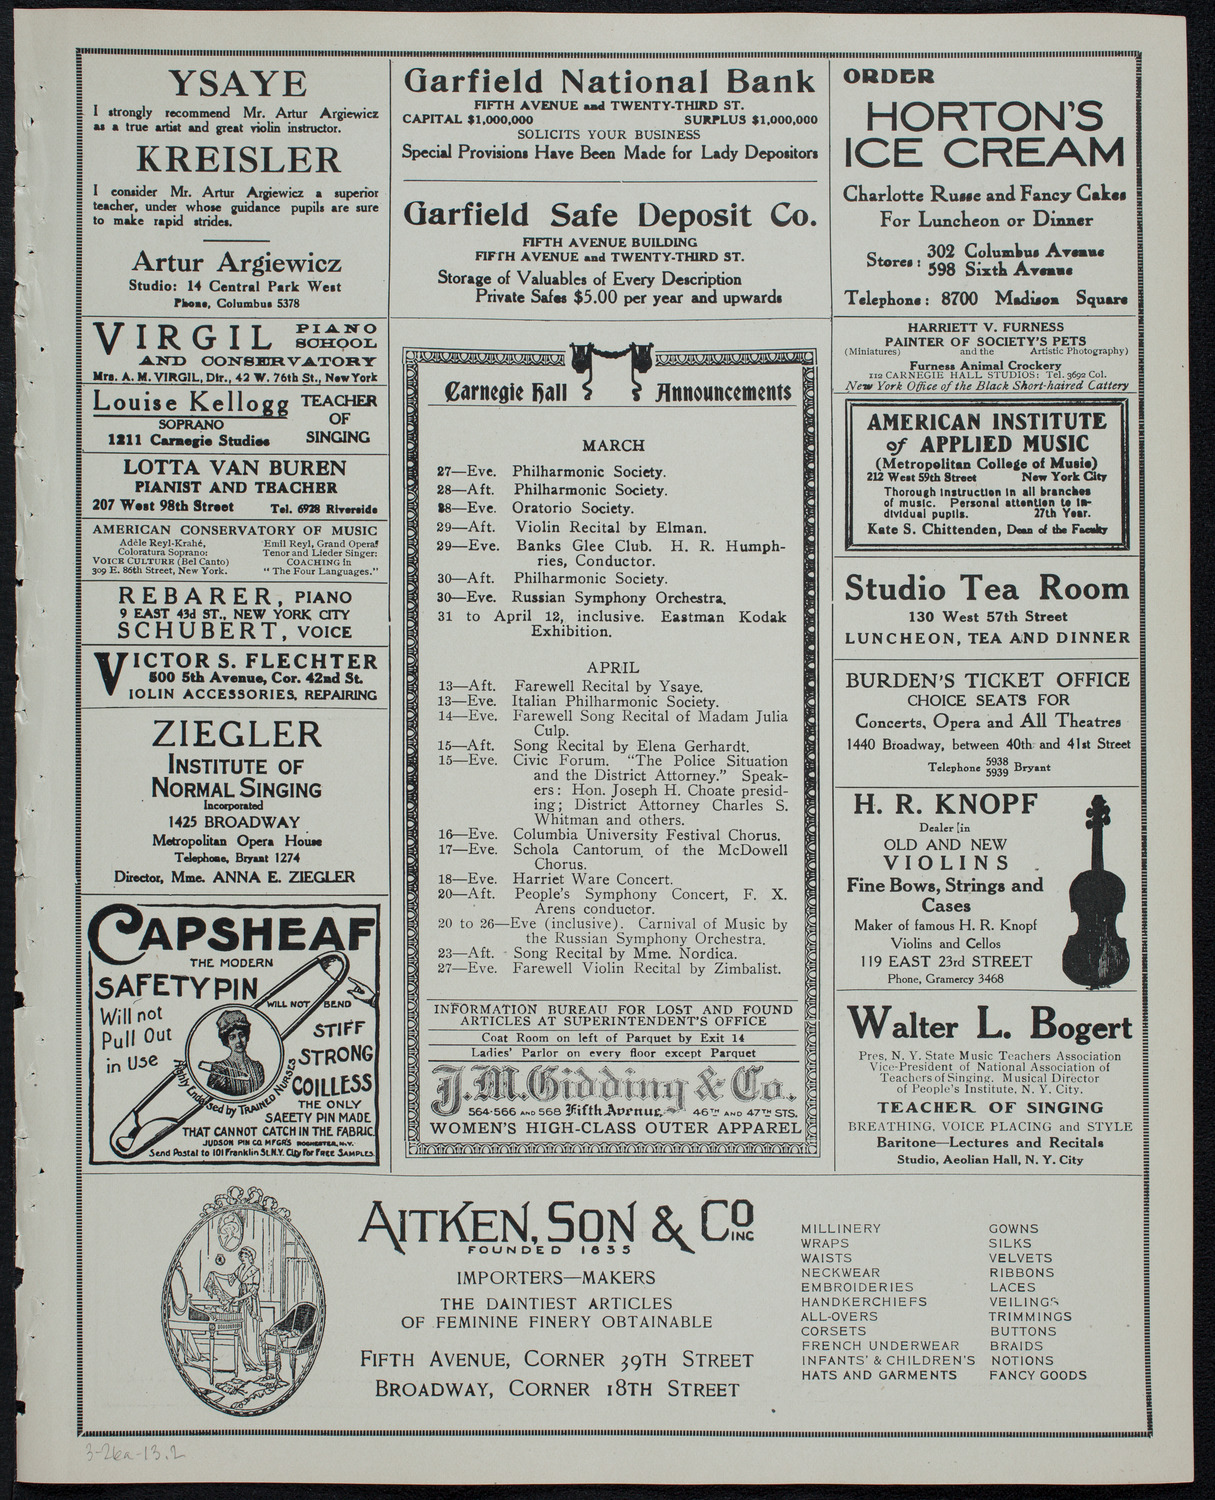 YSAYE
I strongly recommend Mr. Artur Argiewicz
as a true artist and great violin instructor.
KREISLER
I consider Mr. Artur Argiewicz a superior
teacher, under whose guidance pupils are sure
to make rapid strides.
Artur Argiewicz
Studio: 14 Central Park West
Phone, Columbus 5378
VIRGIL PIANO SCHOOL
AND CONSERVATORY
Mrs. A. M. VIRGIL, Dir., 42 W. 76th St., New York
Louise Kellogg TEACHER
SOPRANO OF
1211 Carnegie Studios SINGING
LOTTA VAN BUREN
PIANIST AND TEACHER
207 West 98th Street Tel. 6928 Riverside
AMERICAN CONSERVATORY OF MUSIC
Adèle Reyl-Krahé, Emil Reyl, Grand Opera
Coloratura Soprano: Tenor and Lieder Singer:
VOICE CULTURE (Bel Canto) COACHING in
309 E. 86th Street, New York. "The Four Languages."
REBARER, PIANO
9 EAST 43d ST., NEW YORK CITY
SCHUBERT, VOICE
VICTOR S. FLECHTER
500 5th Avenue, Cor. 42nd St.
VIOLIN ACCESSORIES, REPAIRING
ZIEGLER
INSTITUTE OF
NORMAL SINGING
Incorporated
1425 BROADWAY
Metropolitan Opera House
Telephone, Bryant 1274
Director, Mme. ANNA E. ZIEGLER
CAPSHEAF
THE MODERN
SAFETY PIN
WILL NOT BEND
Will not
Pull Out
in Use
STIFF
STRONG
COILLESS
Highly Endorsed by TRAINED NURSES
THE ONLY
SAFETY PIN MADE
THAT CANNOT CATCH IN THE FABRIC.
JUDSON PIN CO. MFGRS. ROCHESTER, N.Y.
Send Postal to 101 Franklin St. N.Y. City For FREE SAMPLES.
Garfield National Bank
FIFTH AVENUE and TWENTY-THIRD ST.
CAPITAL $1,000,000 SURPLUS $1,000,000
SOLICITS YOUR BUSINESS
Special Provisions Have Been Made for Lady Depositors
Garfield Safe Deposit Co.
FIFTH AVENUE BUILDING
FIFTH AVENUE and TWENTY-THIRD ST.
Storage of Valuables of Every Description
Private Safes $5.00 per year and upwards
Carnegie Hall Announcements
MARCH
27—Eve. Philharmonic Society.
28—Aft. Philharmonic Society.
28—Eve. Oratorio Society.
29—Aft. Violin Recital by Elman.
29—Eve. Banks Glee Club. H. R. Humph-
ries, Conductor.
30—Aft. Philharmonic Society.
30—Eve. Russian Symphony Orchestra.
31 to April 12, inclusive. Eastman Kodak
Exhibition.
APRIL
13—Aft. Farewell Recital by Ysaye.
13—Eve. Italian Philharmonic Society.
14—Eve. Farewell Song Recital of Madam Julia
Culp.
15—Aft. Song Recital by Elena Gerhardt.
15—Eve. Civic Forum. "The Police Situation
and the District Attorney." Speak-
ers: Hon. Joseph H. Choate presid-
ing; District Attorney Charles S.
Whitman and others.
16—Eve. Columbia University Festival Chorus.
17—Eve. Schola Cantorum of the McDowell
Chorus.
18—Eve. Harriet Ware Concert.
20—Aft. People's Symphony Concert, F. X.
Arens conductor.
20 to 26—Eve (inclusive). Carnival of Music by
the Russian Symphony Orchestra.
23—Aft. Song Recital by Mme. Nordica.
27—Eve. Farewell Violin Recital by Zimbalist.
INFORMATION BUREAU FOR LOST AND FOUND
ARTICLES AT SUPERINTENDENT'S OFFICE
Coat Room on left of Parquet by Exit 14
Ladies' Parlor on every floor except Parquet
J. M. Gidding & Co.
564-566 AND 568 Fifth Avenue 46TH AND 47TH STS.
WOMEN'S HIGH-CLASS OUTER APPAREL
ORDER
HORTON'S
ICE CREAM
Charlotte Russe and Fancy Cakes
For Luncheon or Dinner
Stores: 302 Columbus Avenue
598 Sixth Avenue
Telephone: 8700 Madison Square
HARRIETT V. FURNESS
PAINTER OF SOCIETY'S PETS
(Miniatures) and the Artistic Photography)
Furness Animal Crockery
112 CARNEGIE HALL STUDIOS: Tel. 3692 Col.
New York Office of the Black Short-haired Cattery
AMERICAN INSTITUTE
of APPLIED MUSIC
(Metropolitan College of Music)
212 West 59th Street New York City
Thorough instruction in all branches
of music. Personal attention to in-
dividual pupils. 27th Year.
Kate S. Chittenden, Dean of the Faculty
Studio Tea Room
130 West 57th Street
LUNCHEON, TEA AND DINNER
BURDEN'S TICKET OFFICE
CHOICE SEATS FOR
Concerts, Opera and All Theatres
1440 Broadway, between 40th and 41st Street
Telephone 5938 5939 Bryant
H. R. KNOPF
Dealer in
OLD AND NEW
VIOLINS
Fine Bows, Strings and
Cases
Maker of famous H. R. Knopf
Violins and Cellos
119 EAST 23rd STREET
Phone, Gramercy 3468
Walter L. Bogert
Pres. N. Y. State Music Teachers Association
Vice-President of National Association of
Teachers of Singing. Musical Director
of People's Institute, N. Y. City.
TEACHER OF SINGING
BREATHING, VOICE PLACING and STYLE
Baritone—Lectures and Recitals
Studio, Aeolian Hall, N. Y. City
AITKEN, SON & CO. INC
FOUNDED 1835
IMPORTERS—MAKERS
THE DAINTIEST ARTICLES
OF FEMININE FINERY OBTAINABLE
FIFTH AVENUE, CORNER 39TH STREET
BROADWAY, CORNER 18TH STREET
MILLINERY
WRAPS
WAISTS
NECKWEAR
EMBROIDERIES
HANDKERCHIEFS
ALL-OVERS
CORSETS
FRENCH UNDERWEAR
INFANTS' & CHILDREN'S
HATS AND GARMENTS
GOWNS
SILKS
VELVETS
RIBBONS
LACES
VEILINGS
TRIMMINGS
BUTTONS
BRAIDS
NOTIONS
FANCY GOODS
3-26a-13.2